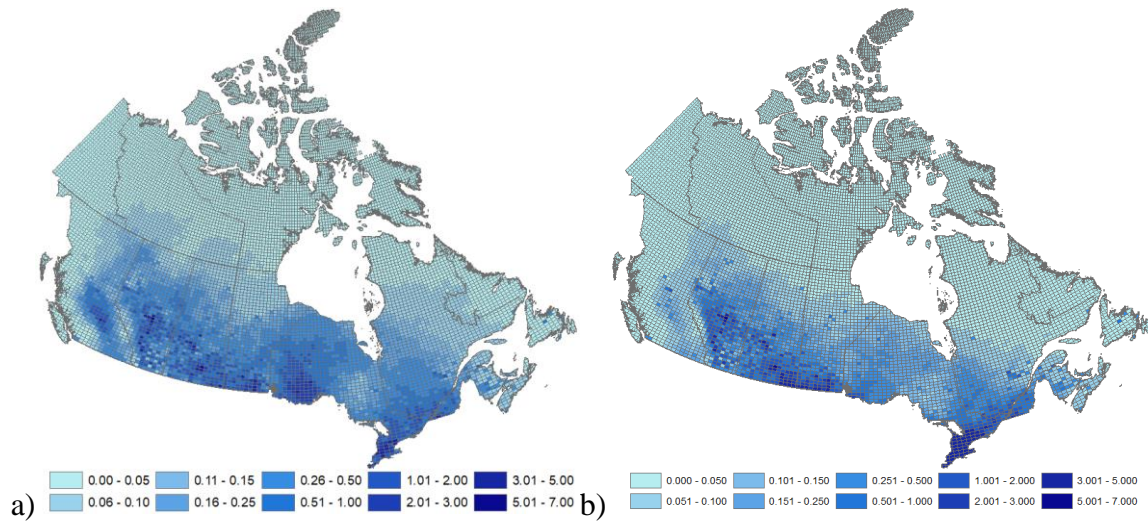 0.00 - 0.05 0.11 - 0.15 0.26 - 0.50 1.01 - 2.00 3.01 - 5.00
a) 0.06 - 0.10 0.16 - 0.25 0.51 - 1.00 2.01 - 3.00 5.01 - 7.00
0.000 - 0.050 0.101 - 0.150 0.251 - 0.500 1.001 - 2.000 3.001 - 5.000
b) 0.051 - 0.100 0.151 - 0.250 0.501 - 1.000 2.001 - 3.000 5.001 - 7.000